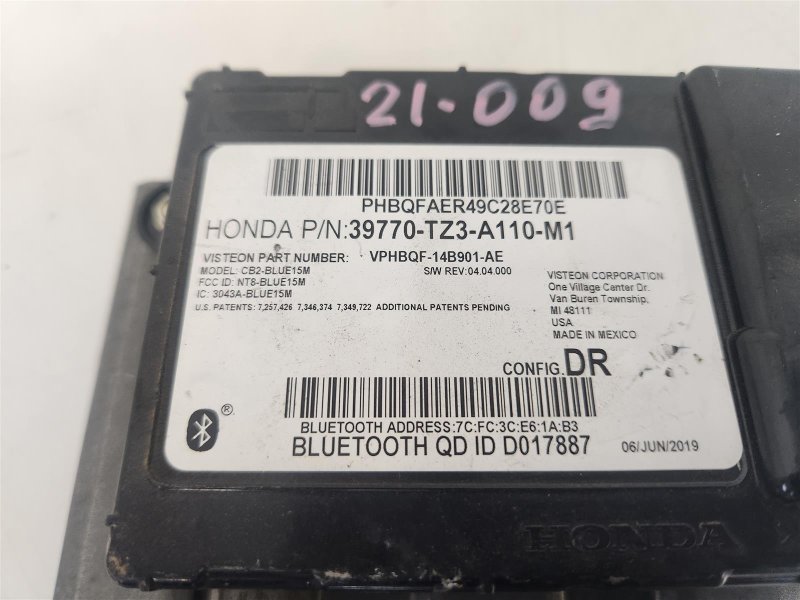 21-009
PHBQFAER49C28E70E
HONDA P/N:39770-TZ3-A110-M1
VISTEON PART NUMBER: VPHBQF-14B901-AE
MODEL: CB2-BLUE15M S/W REV:04.04.000
FCC ID: NT8-BLUE15M
IC: 3043A-BLUE15M
U.S. PATENTS: 7,257,426 7,346,374 7,349,722 ADDITIONAL PATENTS PENDING
VISTEON CORPORATION
One Village Center Dr.
Van Buren Township,
MI 48111
USA
MADE IN MEXICO
CONFIG. DR
®
BLUETOOTH ADDRESS:7C:FC:3C:E6:1A:B3
BLUETOOTH QD ID D017887
06/JUN/2019
HONDA